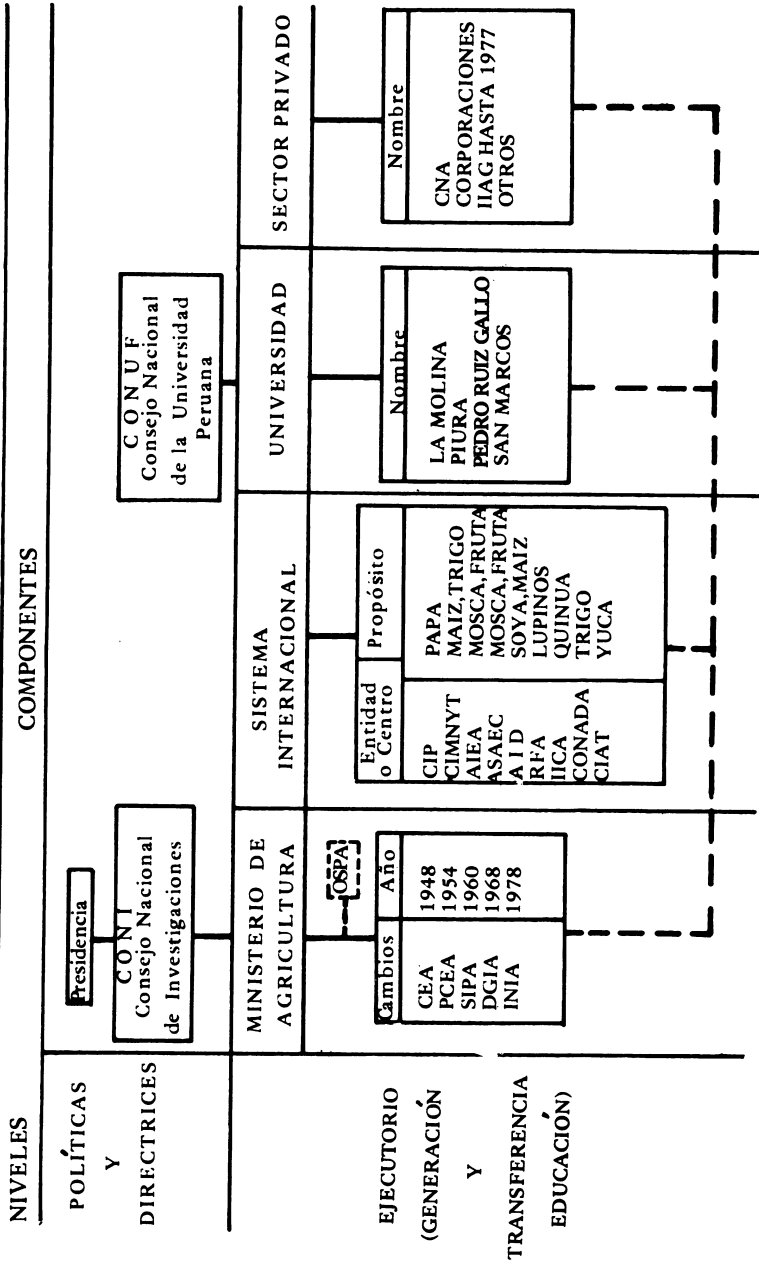 NIVELES
COMPONENTES
POLÍTICAS
Y
DIRECTRICES
Presidencia
C O N I
Consejo Nacional
de Investigaciones
C O N U F
Consejo Nacional
de la Universidad
Peruana
MINISTERIO DE
AGRICULTURA
SISTEMA
INTERNACIONAL
UNIVERSIDAD
SECTOR PRIVADO
EJECUTORIO
(GENERACIÓN
Y
TRANSFERENCIA
EDUCACIÓN)
OSPA
Cambios Año
CEA 1948
PCEA 1954
SIPA 1960
DGIA 1968
INIA 1978
Entidad
o Centro
Propósito
CIP PAPA
CIMNYT MAIZ,TRIGO
AIEA MOSCA,FRUTA
ASAEC MOSCA,FRUTA
A I D SOYA,MAIZ
RFA LUPINOS
IICA QUINUA
CONADA TRIGO
CIAT YUCA
Nombre
LA MOLINA
PIURA
PEDRO RUIZ GALLO
SAN MARCOS
Nombre
CNA
CORPORACIONES
IIAG HASTA 1977
OTROS